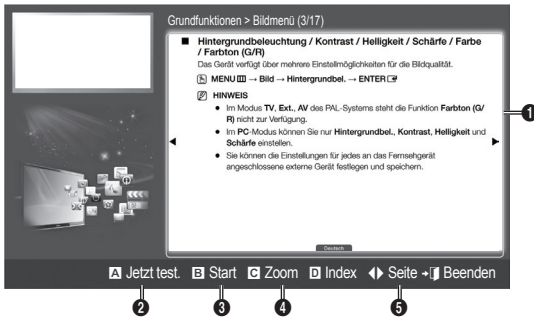 Grundfunktionen > Bildmenü (3/17)
■ Hintergrundbeleuchtung / Kontrast / Helligkeit / Schärfe / Farbe
/ Farbton (G/R)
Das Gerät verfügt über mehrere Einstellmöglichkeiten für die Bildqualität.
MENU → Bild → Hintergrundbel. → ENTER
HINWEIS
● Im Modus TV, Ext., AV des PAL-Systems steht die Funktion Farbton (G/
R) nicht zur Verfügung.
● Im PC-Modus können Sie nur Hintergrundbel., Kontrast, Helligkeit und
Schärfe einstellen.
● Sie können die Einstellungen für jedes an das Fernsehgerät
angeschlossene externe Gerät festlegen und speichern.
◀ ▶ 1
Deutsch
A Jetzt test. B Start C Zoom D Index Seite Beenden
2 3 4 5